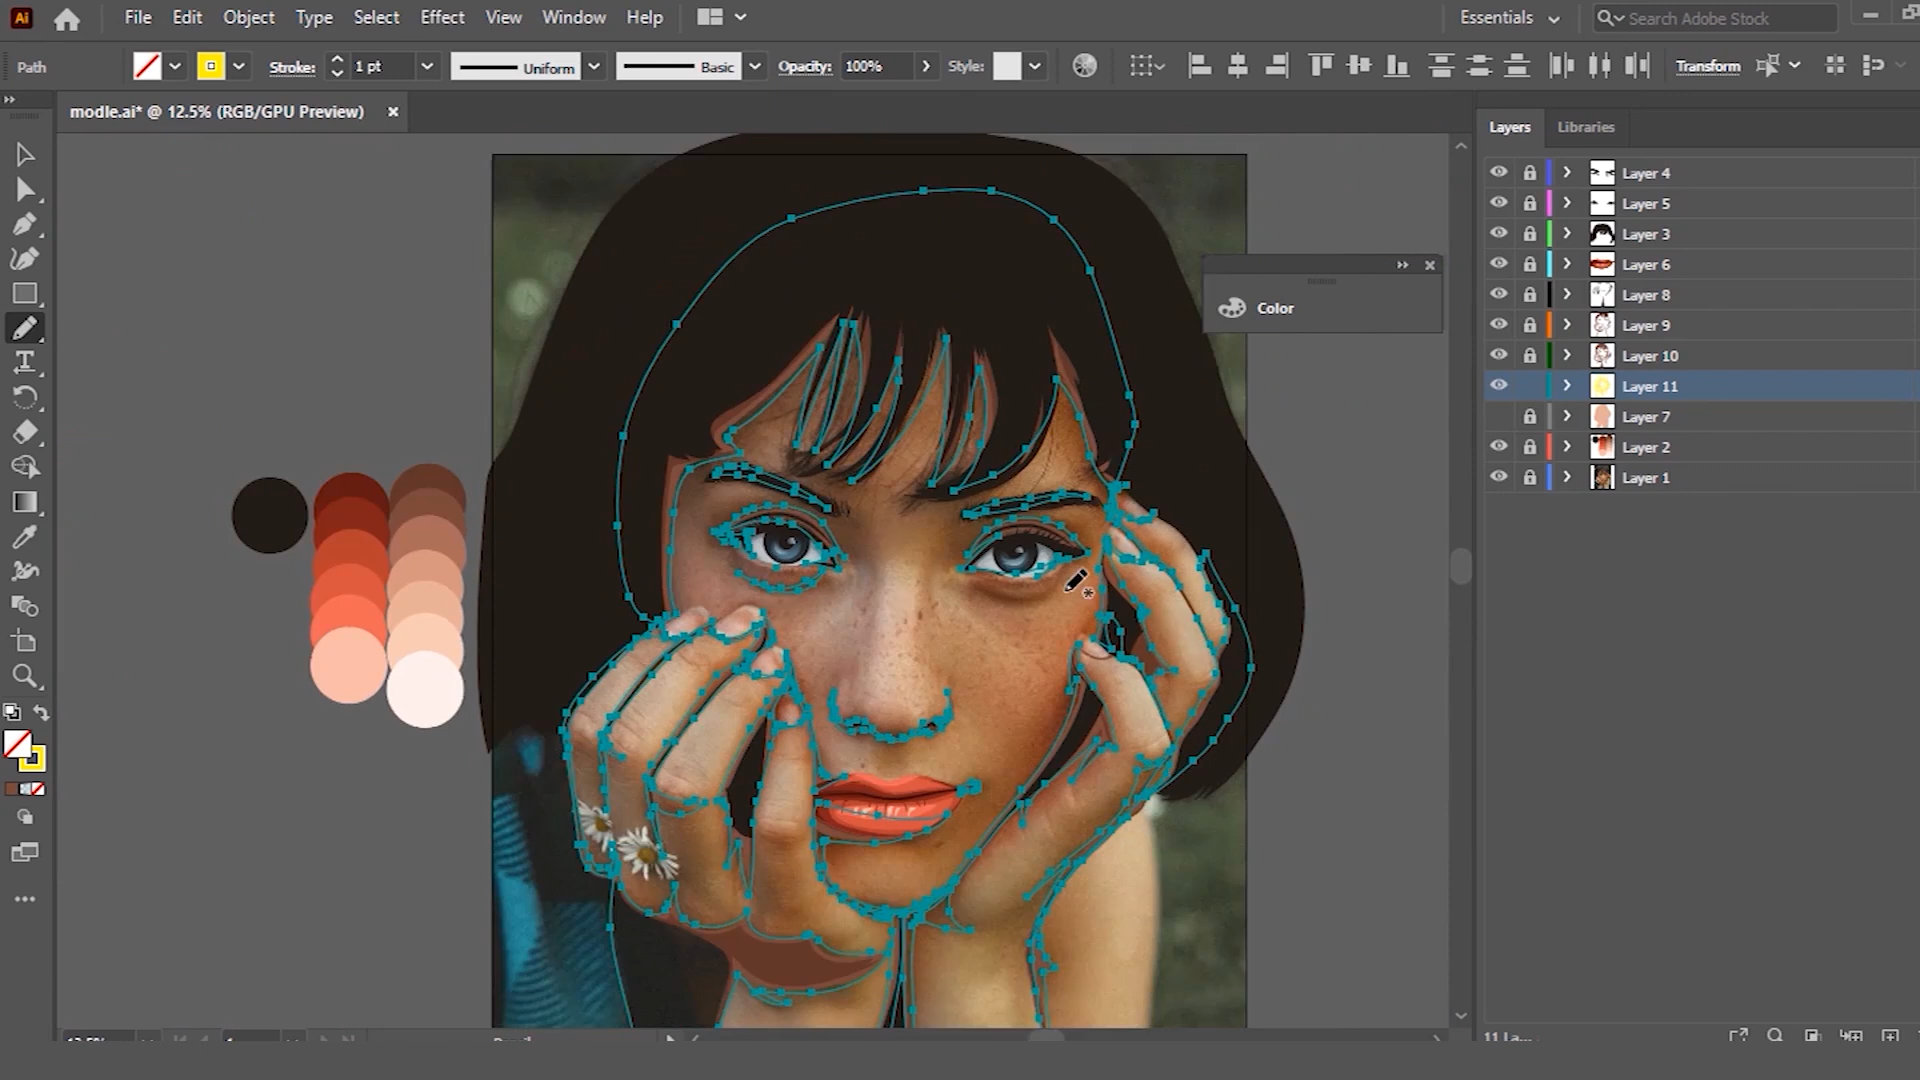 Ai File Edit Object Type Select Effect View Window Help Essentials Search Adobe Stock
Path Stroke: 1 pt Uniform Basic Opacity: 100% Style: Transform
modle.ai* @ 12.5% (RGB/GPU Preview)
Layers Libraries
Layer 4
Layer 5
Layer 3
Layer 6
Layer 8
Layer 9
Layer 10
Layer 11
Layer 7
Layer 2
Layer 1
Color